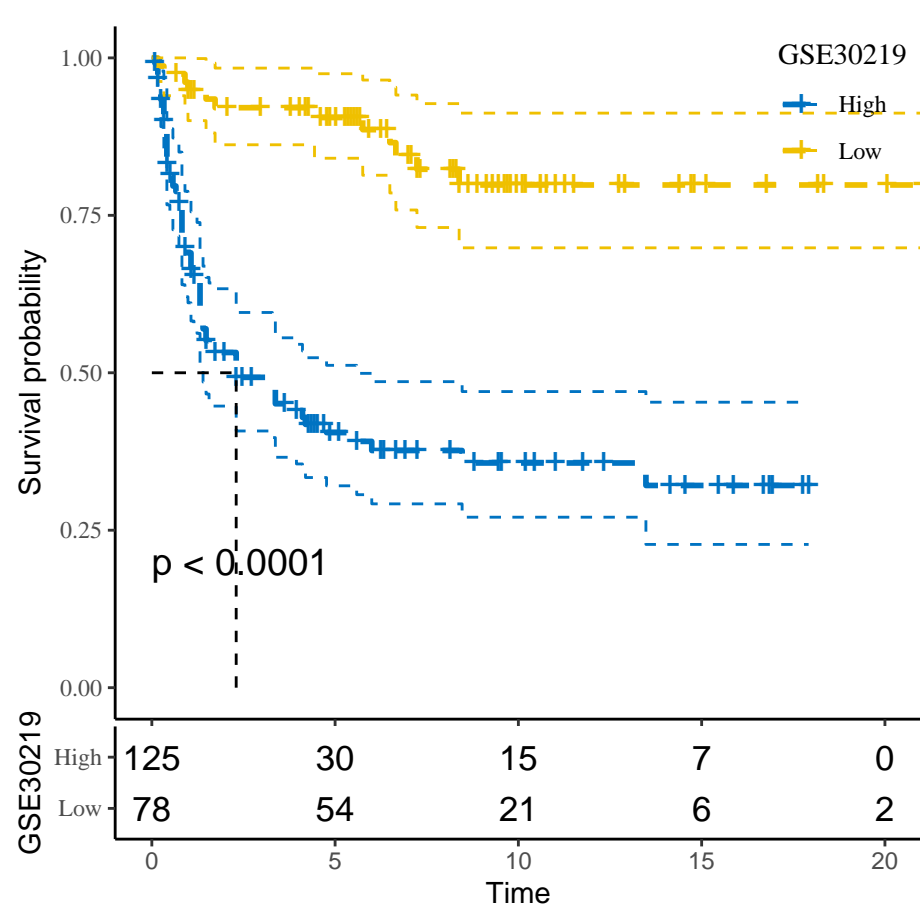 GSE30219
High
Low
Survival probability
1.00
0.75
0.50
0.25
0.00
p < 0.0001
GSE30219
High 125 30 15 7 0
Low 78 54 21 6 2
0 5 10 15 20
Time